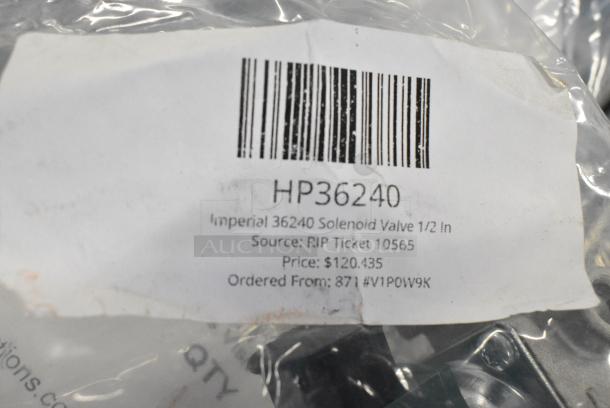 HP36240
Imperial 36240 Solenoid Valve 1/2 In
Source: RIP Ticket 10565
Price: $120.435
Ordered From: 871 #V1P0W9K
AUCTION
QTY